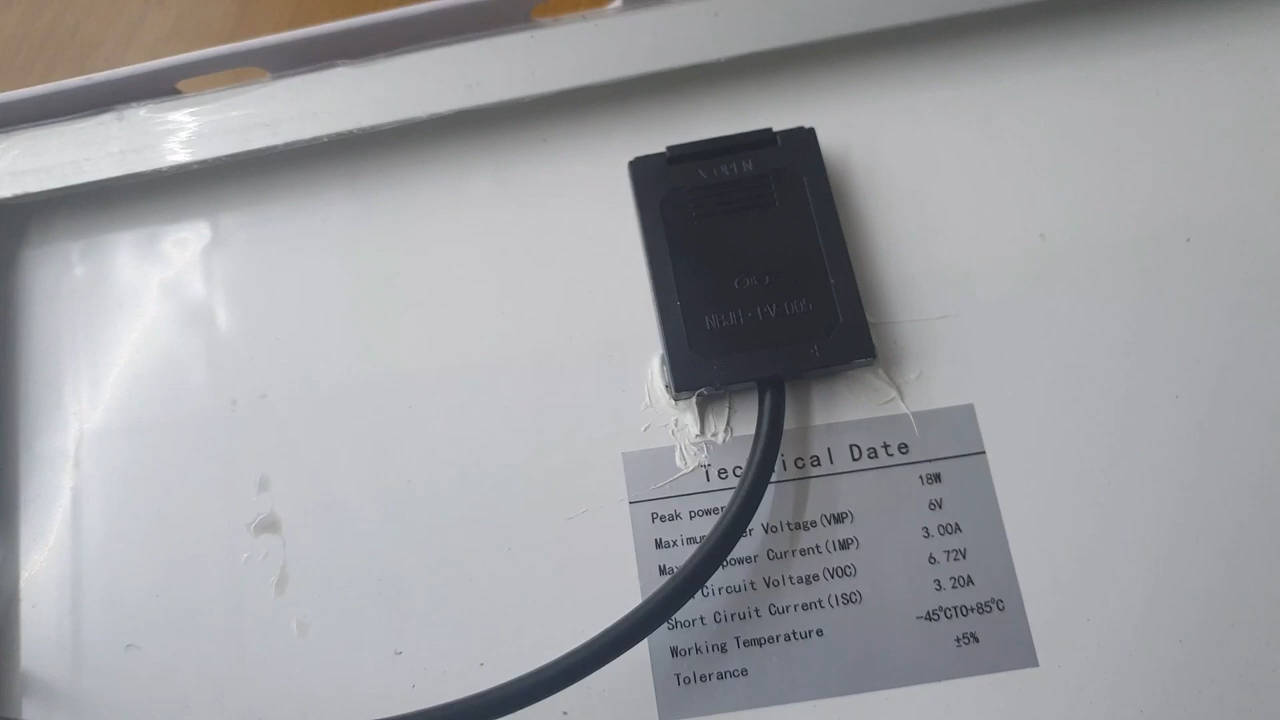 OPEN
Technical Date
Peak power 18W
Voltage(VMP) 6V
power Current(IMP) 3.00A
Circuit Voltage(VOC) 6.72V
Short Ciruit Current(ISC) 3.20A
Working Temperature -45°CTO+85°C
Tolerance ±5%